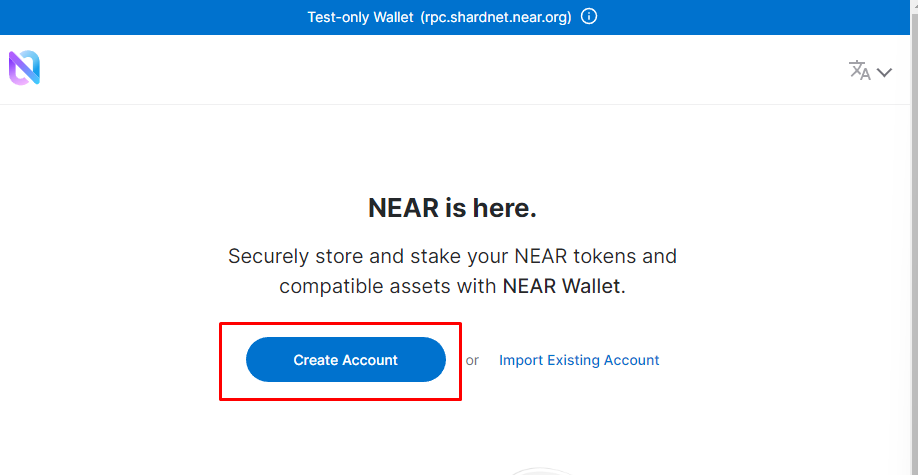 Test-only Wallet (rpc.shardnet.near.org)
NEAR is here.
Securely store and stake your NEAR tokens and
compatible assets with NEAR Wallet.
Create Account or Import Existing Account